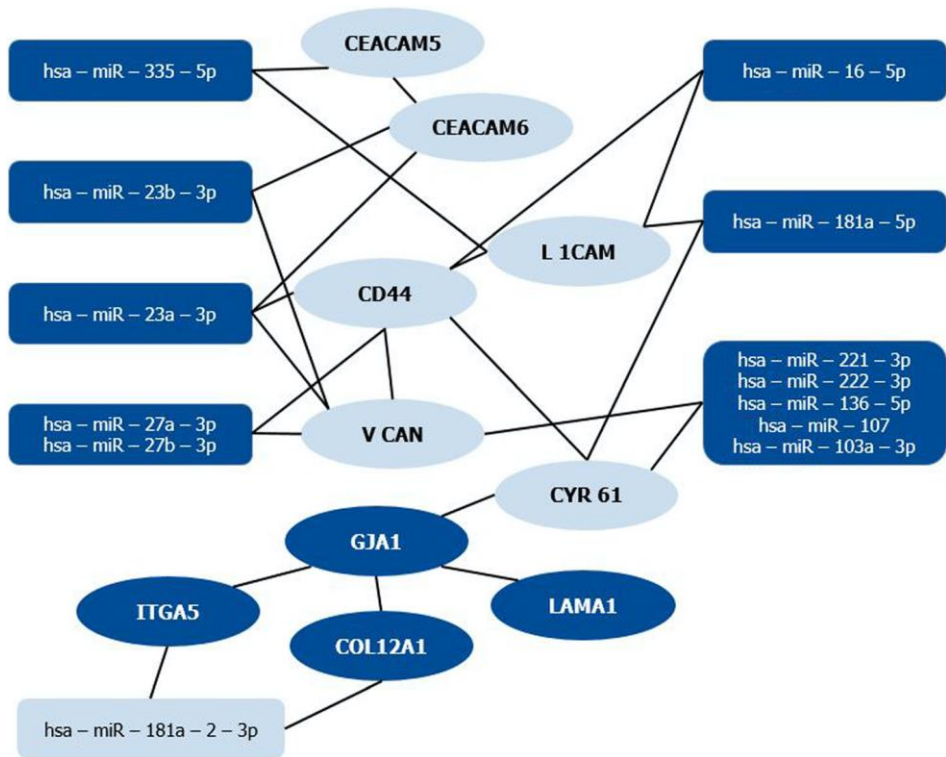 CEACAM5
hsa – miR – 335 – 5p
hsa – miR – 16 – 5p
CEACAM6
hsa – miR – 23b – 3p
hsa – miR – 181a – 5p
L 1CAM
CD44
hsa – miR – 23a – 3p
hsa – miR – 27a – 3p
hsa – miR – 27b – 3p
V CAN
hsa – miR – 221 – 3p
hsa – miR – 222 – 3p
hsa – miR – 136 – 5p
hsa – miR – 107
hsa – miR – 103a – 3p
CYR 61
GJA1
ITGA5
LAMA1
COL12A1
hsa – miR – 181a – 2 – 3p